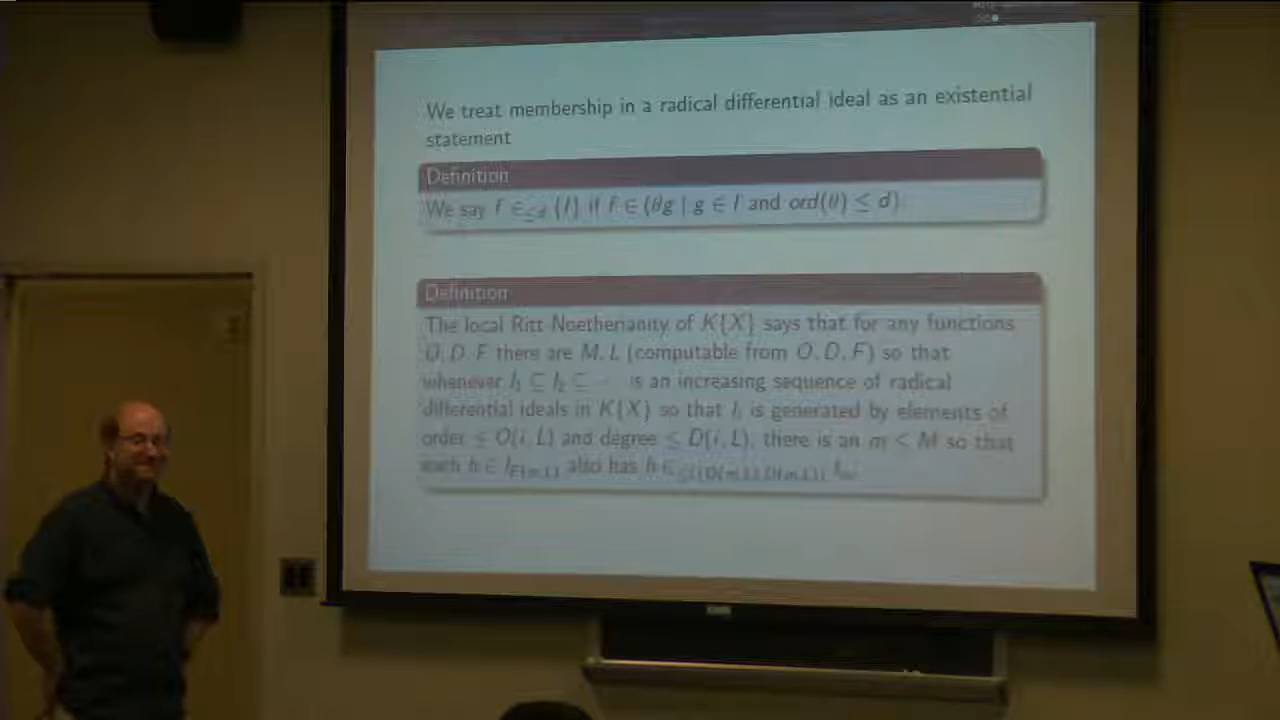 We treat membership in a radical differential ideal as an existential
statement
Definition
We say f ∈≤d {I} if f ∈ (θg | g ∈ I and ord(θ) ≤ d)
Definition
The local Ritt Noetherianity of K{X} says that for any functions
O, D, F there are M, L (computable from O, D, F) so that
whenever I₁ ⊆ I₂ ⊆ ··· is an increasing sequence of radical
differential ideals in K{X} so that Iᵢ is generated by elements of
order ≤ O(i, L) and degree ≤ D(i, L), there is an m < M so that
each h ∈ I also has h ∈